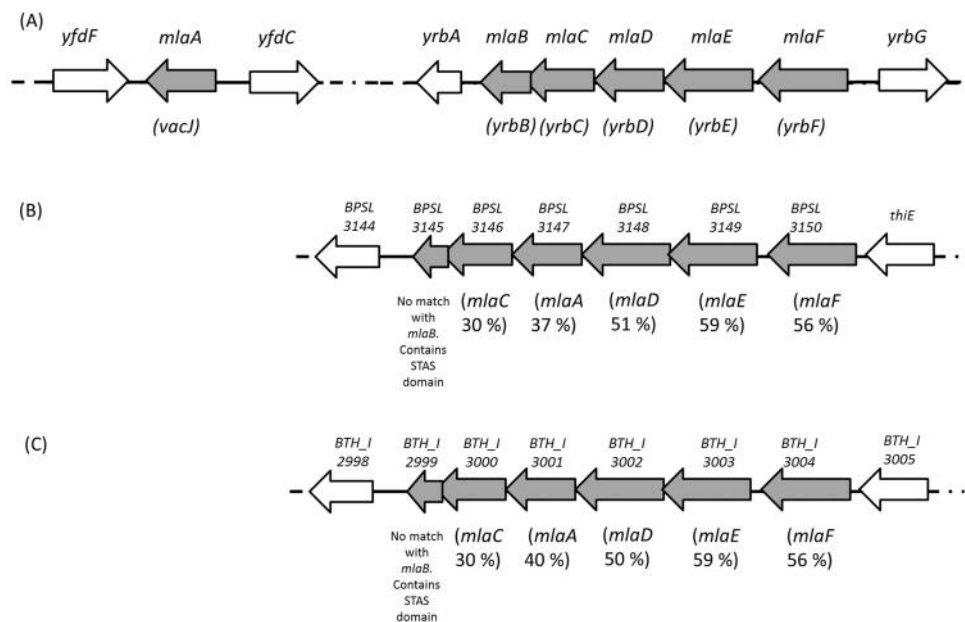 (A)
yfdF mlaA yfdC yrbA mlaB mlaC mlaD mlaE mlaF yrbG
(vacJ) (yrbB) (yrbC) (yrbD) (yrbE) (yrbF)
(B)
BPSL BPSL BPSL BPSL BPSL BPSL BPSL thiE
3144 3145 3146 3147 3148 3149 3150
(mlaC (mlaA (mlaD (mlaE (mlaF
30 %) 37 %) 51 %) 59 %) 56 %)
No match
with
mlaB.
Contains
STAS
domain
(C)
BTH_I BTH_I BTH_I BTH_I BTH_I BTH_I BTH_I BTH_I
2998 2999 3000 3001 3002 3003 3004 3005
(mlaC (mlaA (mlaD (mlaE (mlaF
30 %) 40 %) 50 %) 59 %) 56 %)
No match
with
mlaB.
Contains
STAS
domain